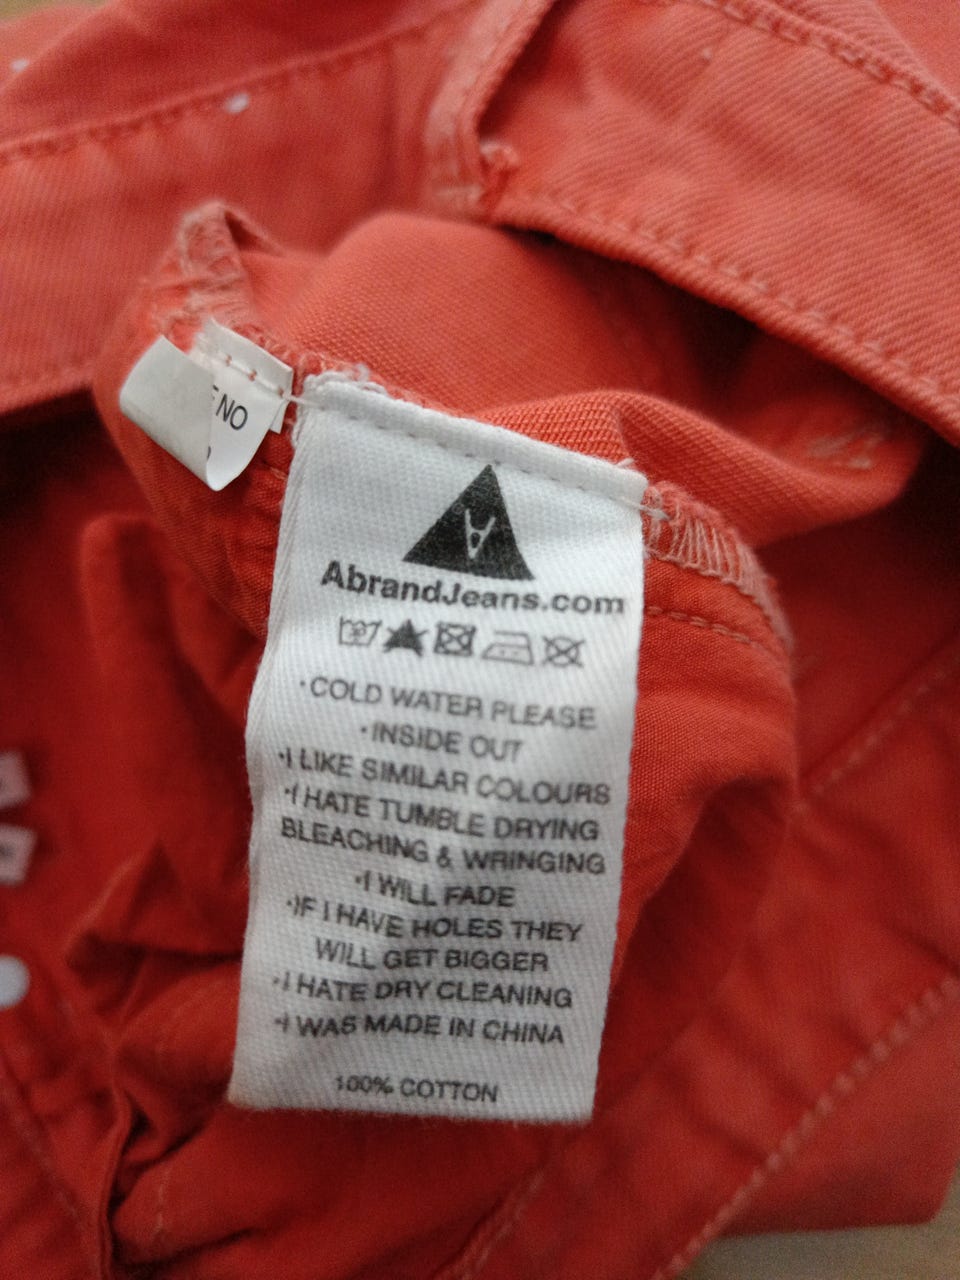 NO
A
AbrandJeans.com
·COLD WATER PLEASE
·INSIDE OUT
·I LIKE SIMILAR COLOURS
·I HATE TUMBLE DRYING
BLEACHING & WRINGING
·I WILL FADE
·IF I HAVE HOLES THEY
WILL GET BIGGER
·I HATE DRY CLEANING
·I WAS MADE IN CHINA
100% COTTON